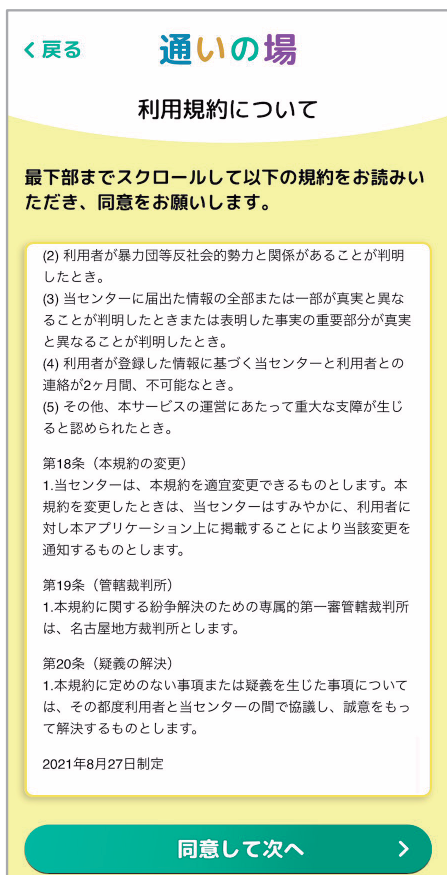 戻る
通いの場
利用規約について
最下部までスクロールして以下の規約をお読みい
ただき、同意をお願いします。
(2) 利用者が暴力団等反社会的勢力と関係があることが判明
したとき。
(3) 当センターに届出た情報の全部または一部が真実と異な
ることが判明したときまたは表明した事実の重要部分が真実
と異なることが判明したとき。
(4) 利用者が登録した情報に基づく当センターと利用者との
連絡が2ヶ月間、不可能なとき。
(5) その他、本サービスの運営にあたって重大な支障が生じ
ると認められたとき。
第18条（本規約の変更）
1.当センターは、本規約を適宜変更できるものとします。本
規約を変更したときは、当センターはすみやかに、利用者に
対し本アプリケーション上に掲載することにより当該変更を
通知するものとします。
第19条（管轄裁判所）
1.本規約に関する紛争解決のための専属的第一審管轄裁判所
は、名古屋地方裁判所とします。
第20条（疑義の解決）
1.本規約に定めのない事項または疑義を生じた事項について
は、その都度利用者と当センターの間で協議し、誠意をもっ
て解決するものとします。
2021年8月27日制定
同意して次へ